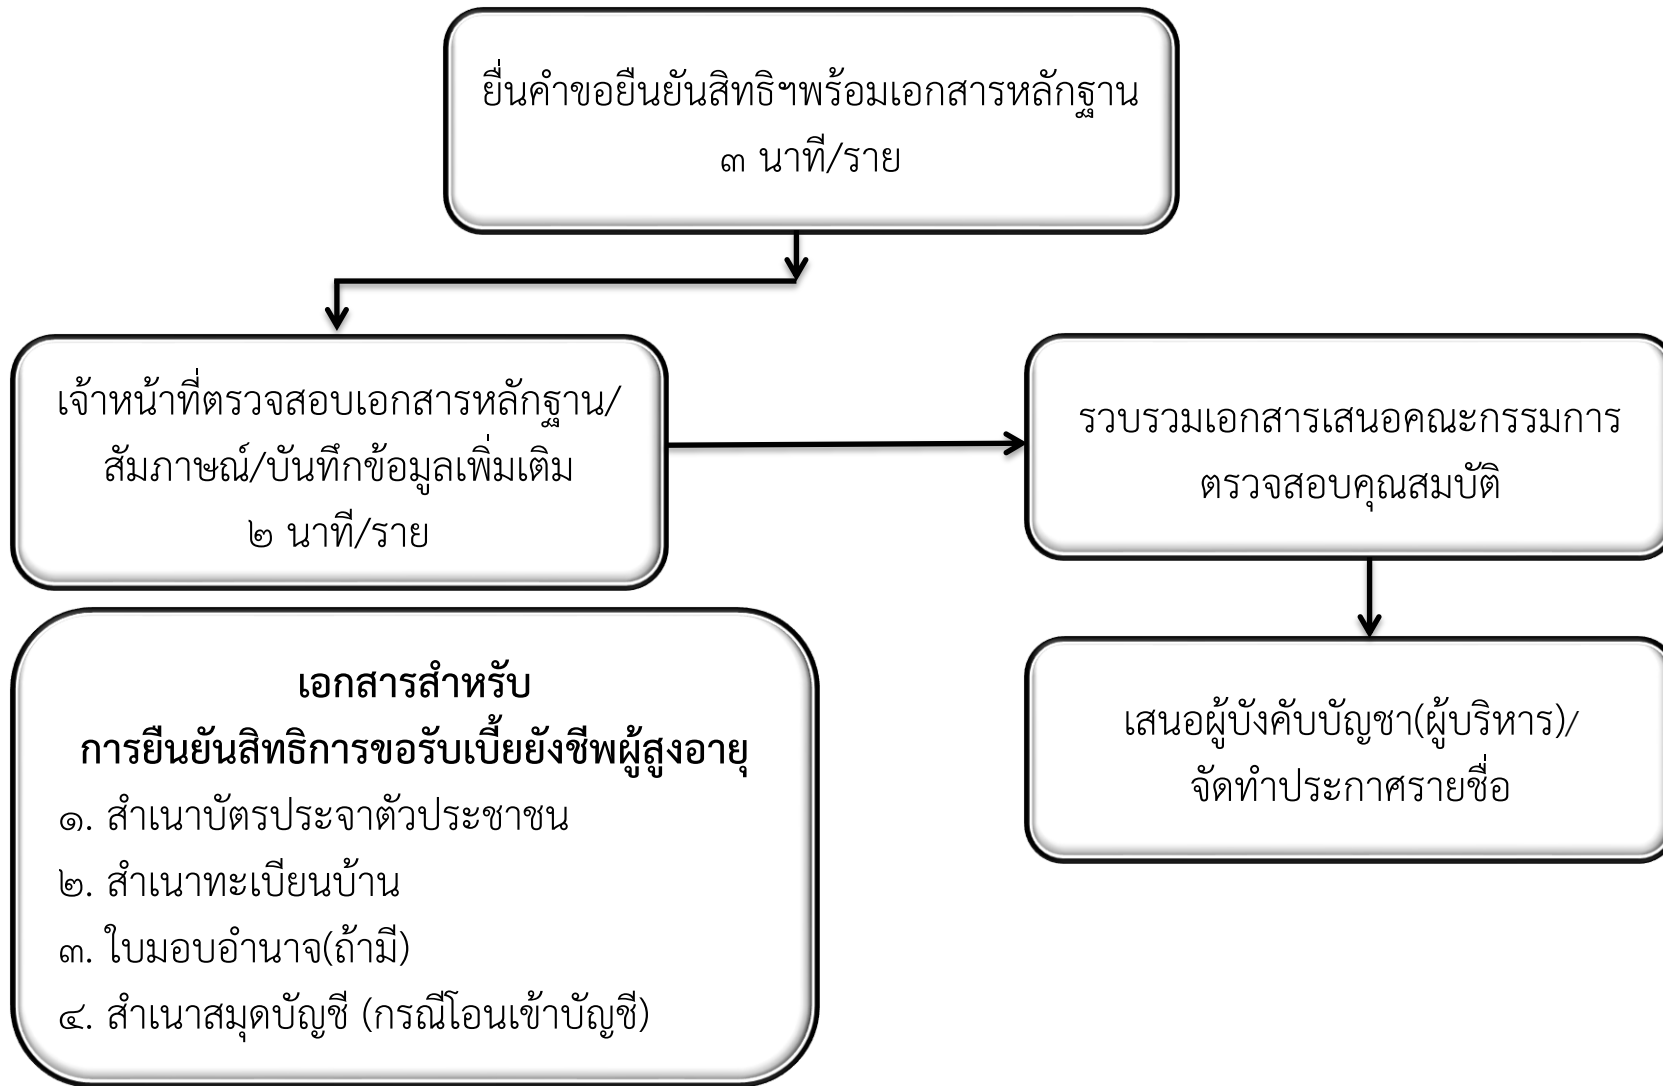 ยื่นคำขอยืนยันสิทธิฯพร้อมเอกสารหลักฐาน
๓ นาที/ราย
เจ้าหน้าที่ตรวจสอบเอกสารหลักฐาน/
สัมภาษณ์/บันทึกข้อมูลเพิ่มเติม
๒ นาที/ราย
รวบรวมเอกสารเสนอคณะกรรมการ
ตรวจสอบคุณสมบัติ
เสนอผู้บังคับบัญชา(ผู้บริหาร)/
จัดทำประกาศรายชื่อ
เอกสารสำหรับ
การยืนยันสิทธิการขอรับเบี้ยยังชีพผู้สูงอายุ
๑. สำเนาบัตรประจาตัวประชาชน
๒. สำเนาทะเบียนบ้าน
๓. ใบมอบอำนาจ(ถ้ามี)
๔. สำเนาสมุดบัญชี (กรณีโอนเข้าบัญชี)